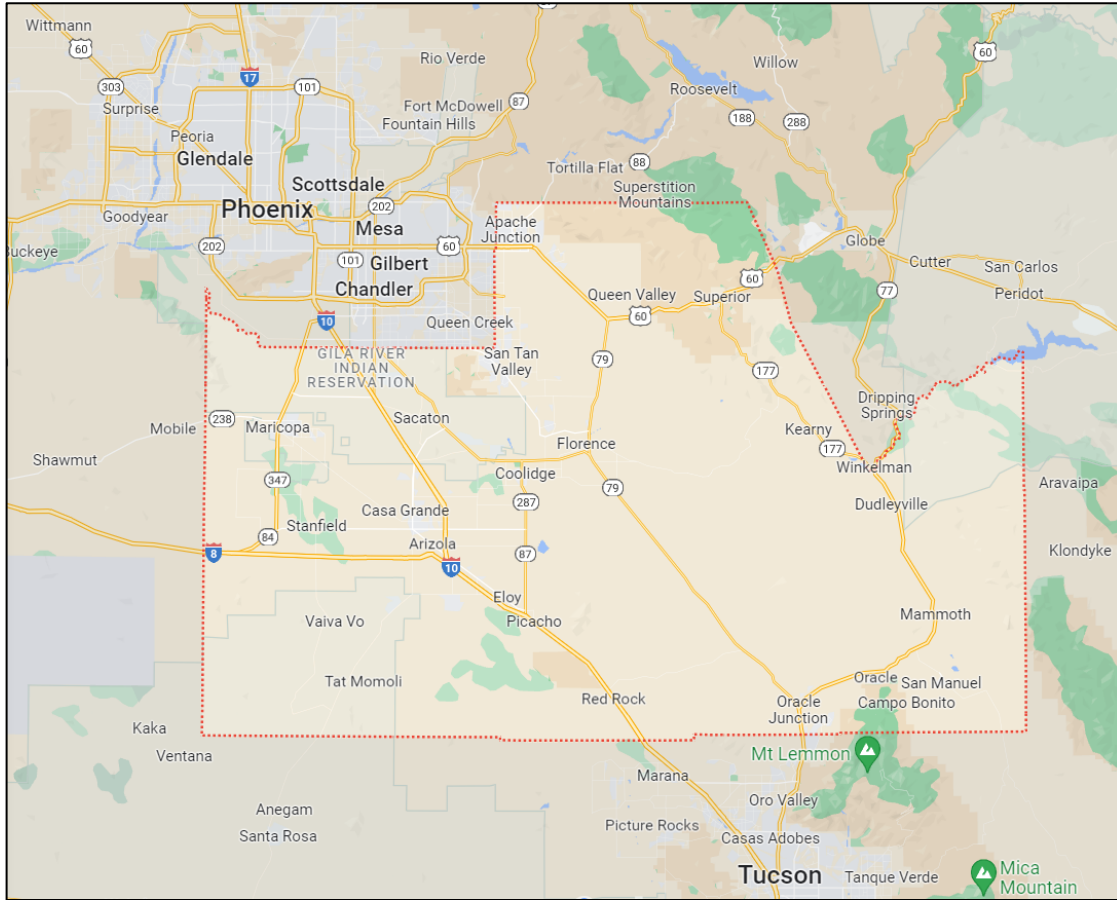 Wittmann
60
17
303
101
Surprise
Peoria
Glendale
Rio Verde
Fort McDowell
87
Fountain Hills
Willow
Roosevelt
188
288
60
Scottsdale
202
Phoenix
Mesa
Goodyear
Buckeye
202
101
60
Gilbert
Chandler
Apache
Junction
Tortilla Flat
88
Superstition
Mountains
Globe
Cutter
San Carlos
Peridot
77
10
Queen Creek
Queen Valley
60
Superior
60
GILA RIVER
INDIAN
RESERVATION
San Tan
Valley
79
177
Dripping
Springs
238
Mobile
Maricopa
Sacaton
Shawmut
Florence
Kearny
177
Winkelman
347
Coolidge
79
Dudleyville
Aravaipa
287
Casa Grande
Stanfield
84
8
Arizola
10
87
Klondyke
Eloy
Picacho
Mammoth
Vaiva Vo
Tat Momoli
Red Rock
Oracle
San Manuel
Oracle
Junction
Campo Bonito
Kaka
Ventana
Mt Lemmon
Marana
Oro Valley
Anegam
Santa Rosa
Picture Rocks
Casas Adobes
Tucson
Tanque Verde
Mica
Mountain